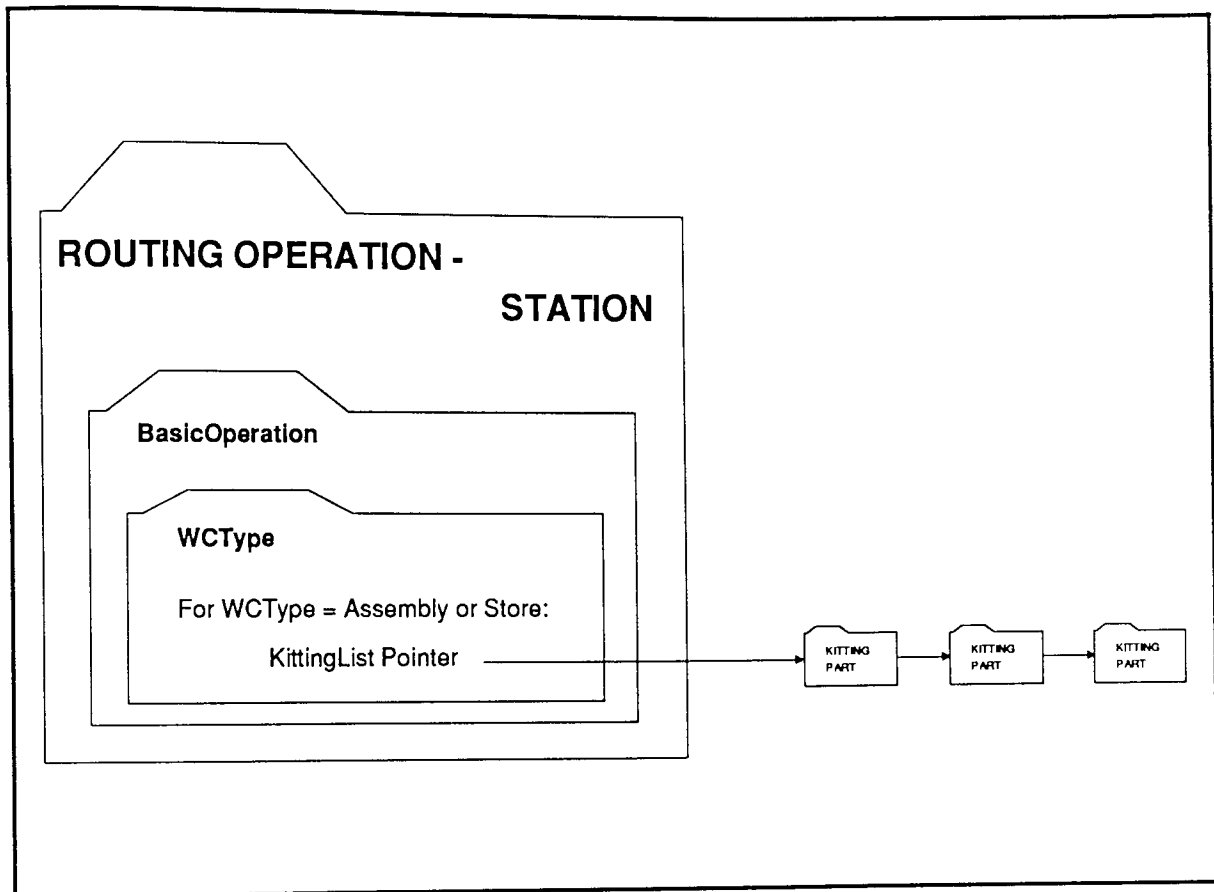 ROUTING OPERATION -
STATION
BasicOperation
WCType
For WCType = Assembly or Store:
KittingList Pointer
KITTING
PART
KITTING
PART
KITTING
PART